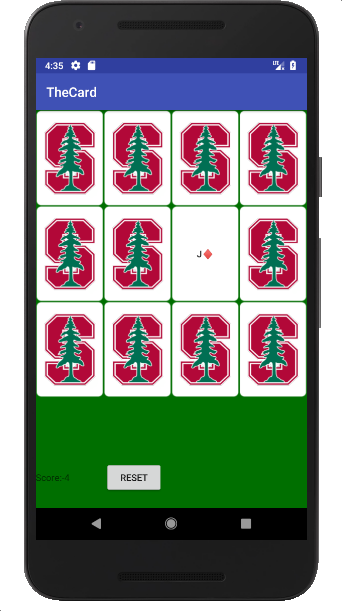 4:35
TheCard
S S S S
S S J♦ S
S S S S
Score:-4
RESET